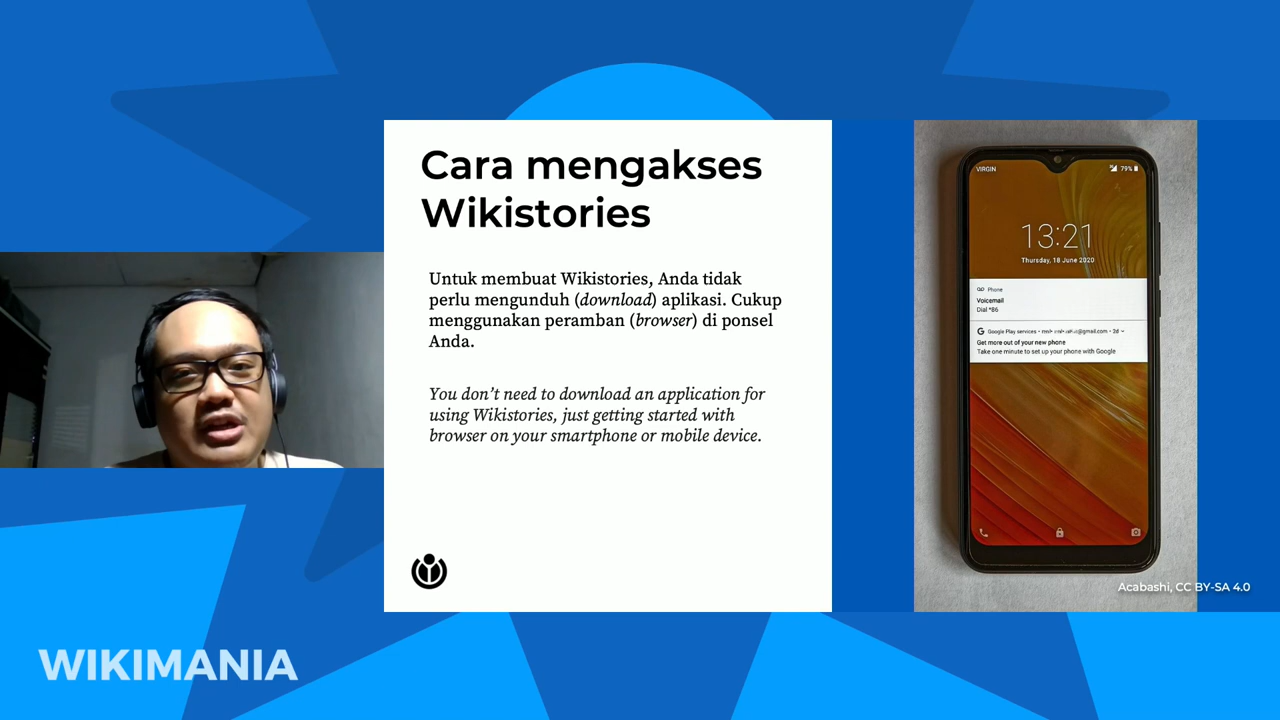 Cara mengakses
Wikistories
Untuk membuat Wikistories, Anda tidak
perlu mengunduh (download) aplikasi. Cukup
menggunakan peramban (browser) di ponsel
Anda.
You don’t need to download an application for
using Wikistories, just getting started with
browser on your smartphone or mobile device.
VIRGIN
79%
13:21
Thursday, 18 June 2020
Phone
Voicemail
Dial *86
Google Play services •
@gmail.com • 2d
Get more out of your new phone
Take one minute to set up your phone with Google
Acabashi, CC BY-SA 4.0
WIKIMANIA